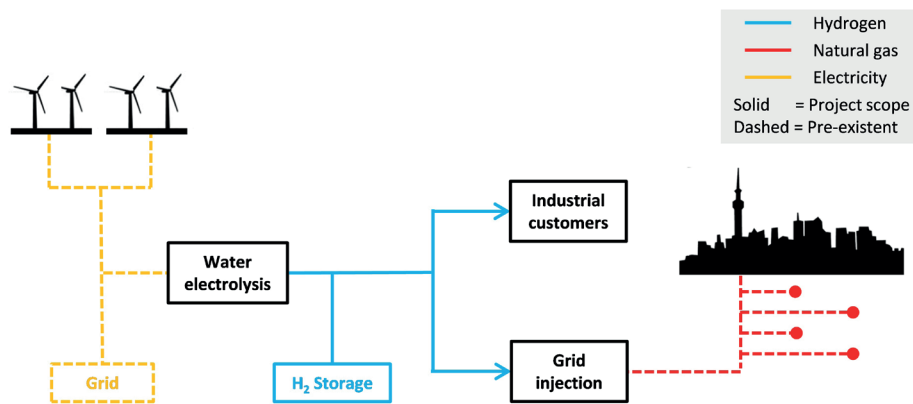 Hydrogen
Natural gas
Electricity
Solid = Project scope
Dashed = Pre-existent
Industrial
customers
Water
electrolysis
Grid
H₂ Storage
Grid
injection